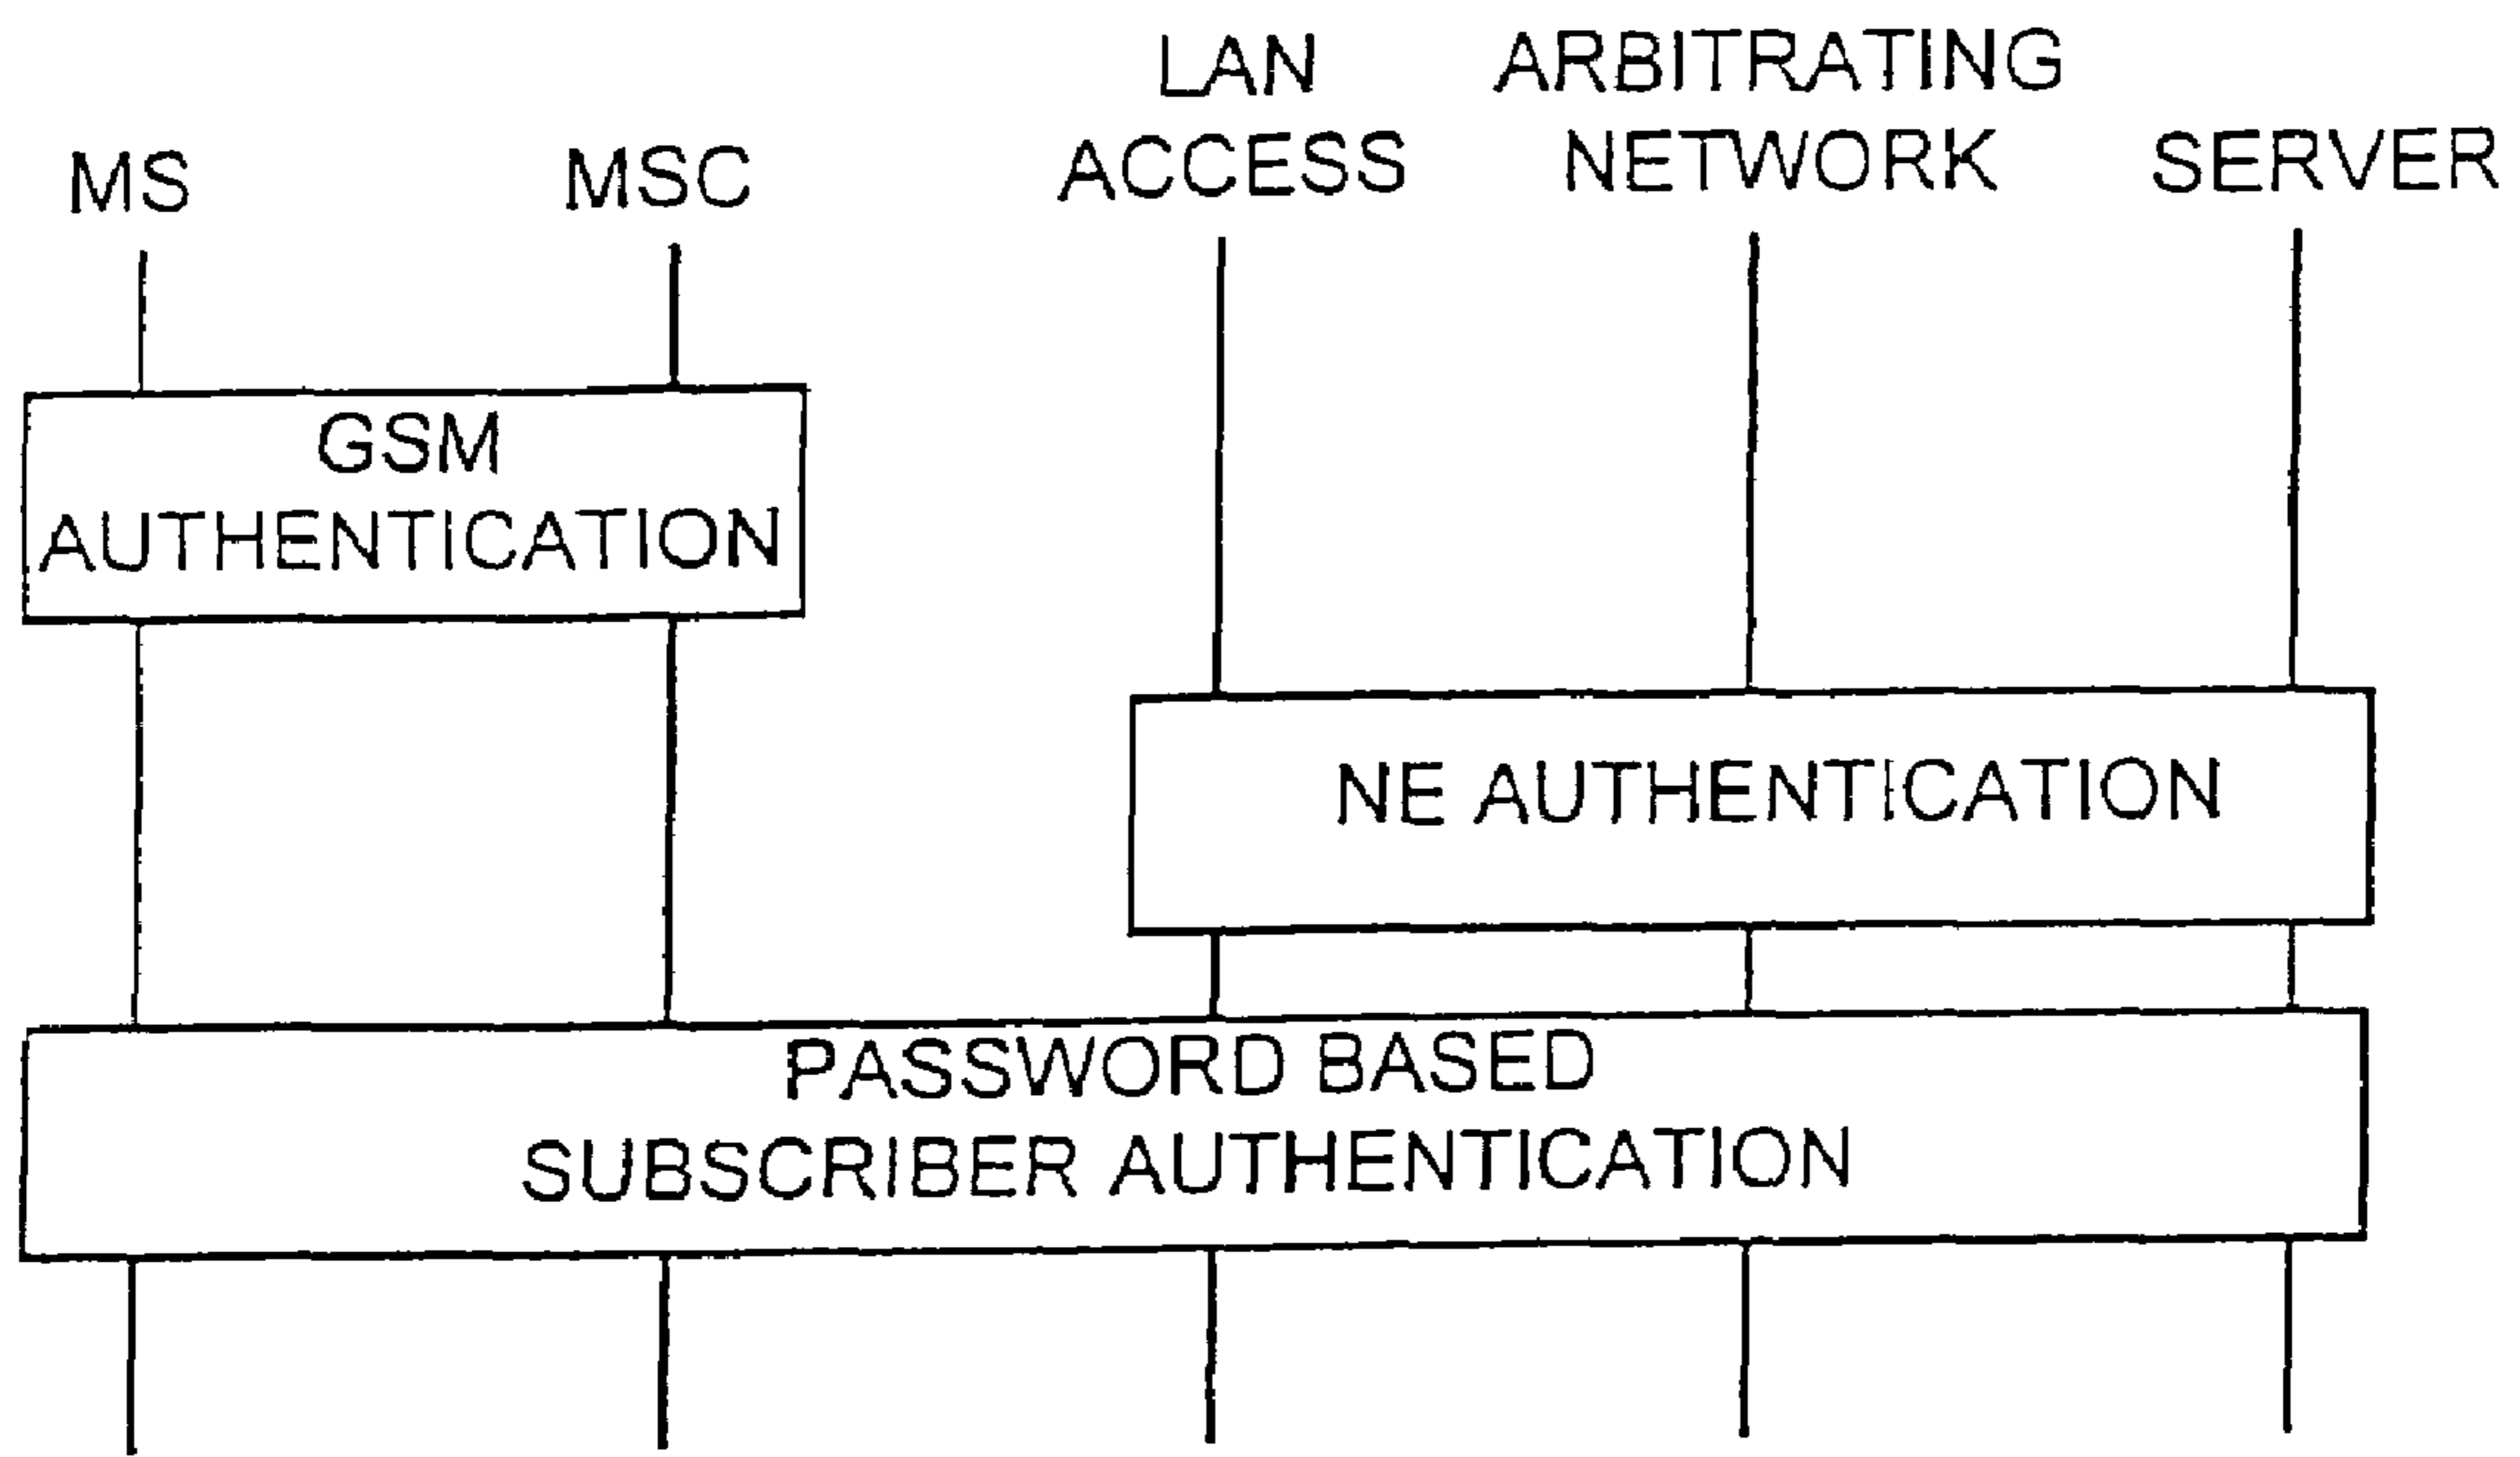 MS
MSC
LAN
ACCESS
ARBITRATING
NETWORK
SERVER
GSM
AUTHENTICATION
NE AUTHENTICATION
PASSWORD BASED
SUBSCRIBER AUTHENTICATION